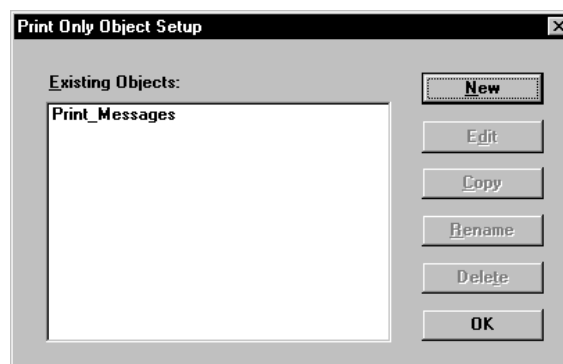 Print Only Object Setup
Existing Objects:
Print_Messages
New
Edit
Copy
Rename
Delete
OK